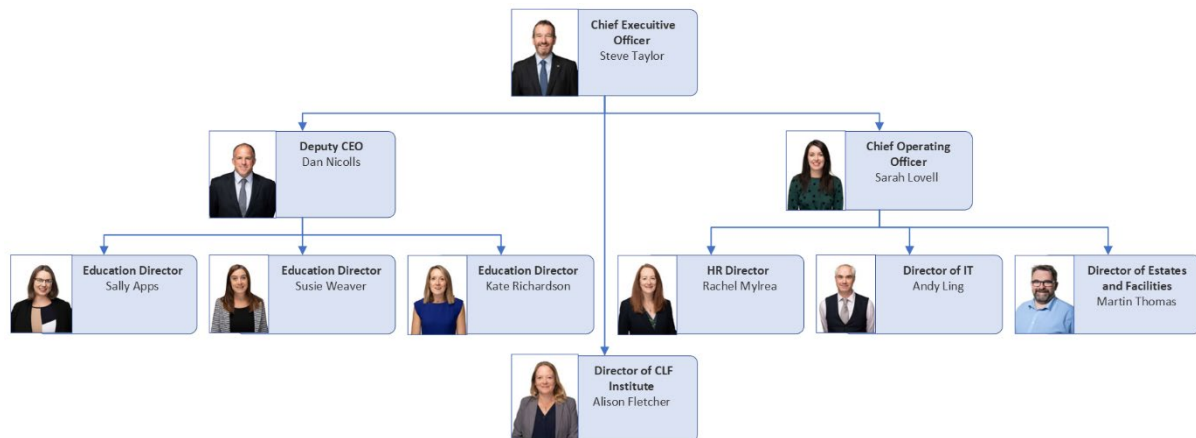 Chief Exectuitive
Officer
Steve Taylor
Deputy CEO
Dan Nicolls
Chief Operating
Officer
Sarah Lovell
Education Director
Sally Apps
Education Director
Susie Weaver
Education Director
Kate Richardson
HR Director
Rachel Mylrea
Director of IT
Andy Ling
Director of Estates
and Facilities
Martin Thomas
Director of CLF
Institute
Alison Fletcher